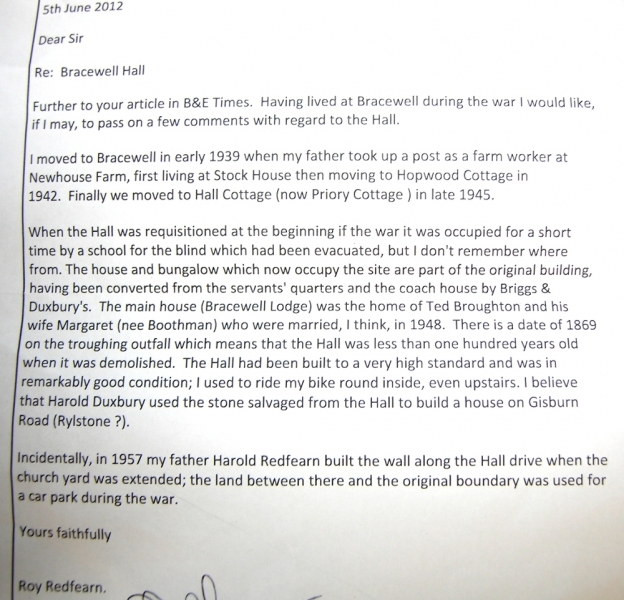 5th June 2012
Dear Sir
Re:  Bracewell Hall
Further to your article in B&E Times.  Having lived at Bracewell during the war I would like,
if I may, to pass on a few comments with regard to the Hall.
I moved to Bracewell in early 1939 when my father took up a post as a farm worker at
Newhouse Farm, first living at Stock House then moving to Hopwood Cottage in
1942.  Finally we moved to Hall Cottage (now Priory Cottage ) in late 1945.
When the Hall was requisitioned at the beginning if the war it was occupied for a short
time by a school for the blind which had been evacuated, but I don't remember where
from. The house and bungalow which now occupy the site are part of the original building,
having been converted from the servants' quarters and the coach house by Briggs &
Duxbury's.  The main house (Bracewell Lodge) was the home of Ted Broughton and his
wife Margaret (nee Boothman) who were married, I think, in 1948.  There is a date of 1869
on the troughing outfall which means that the Hall was less than one hundred years old
when it was demolished.  The Hall had been built to a very high standard and was in
remarkably good condition; I used to ride my bike round inside, even upstairs. I believe
that Harold Duxbury used the stone salvaged from the Hall to build a house on Gisburn
Road (Rylstone ?).
Incidentally, in 1957 my father Harold Redfearn built the wall along the Hall drive when the
church yard was extended; the land between there and the original boundary was used for
a car park during the war.
Yours faithfully
Roy Redfearn.